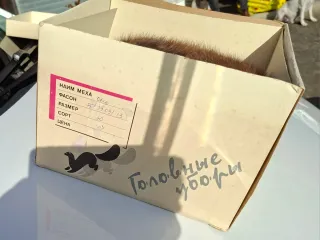 НАИМ МЕХА
ФАСОН
РАЗМЕР
СОРТ
ЦЕНА
Головные
уборы